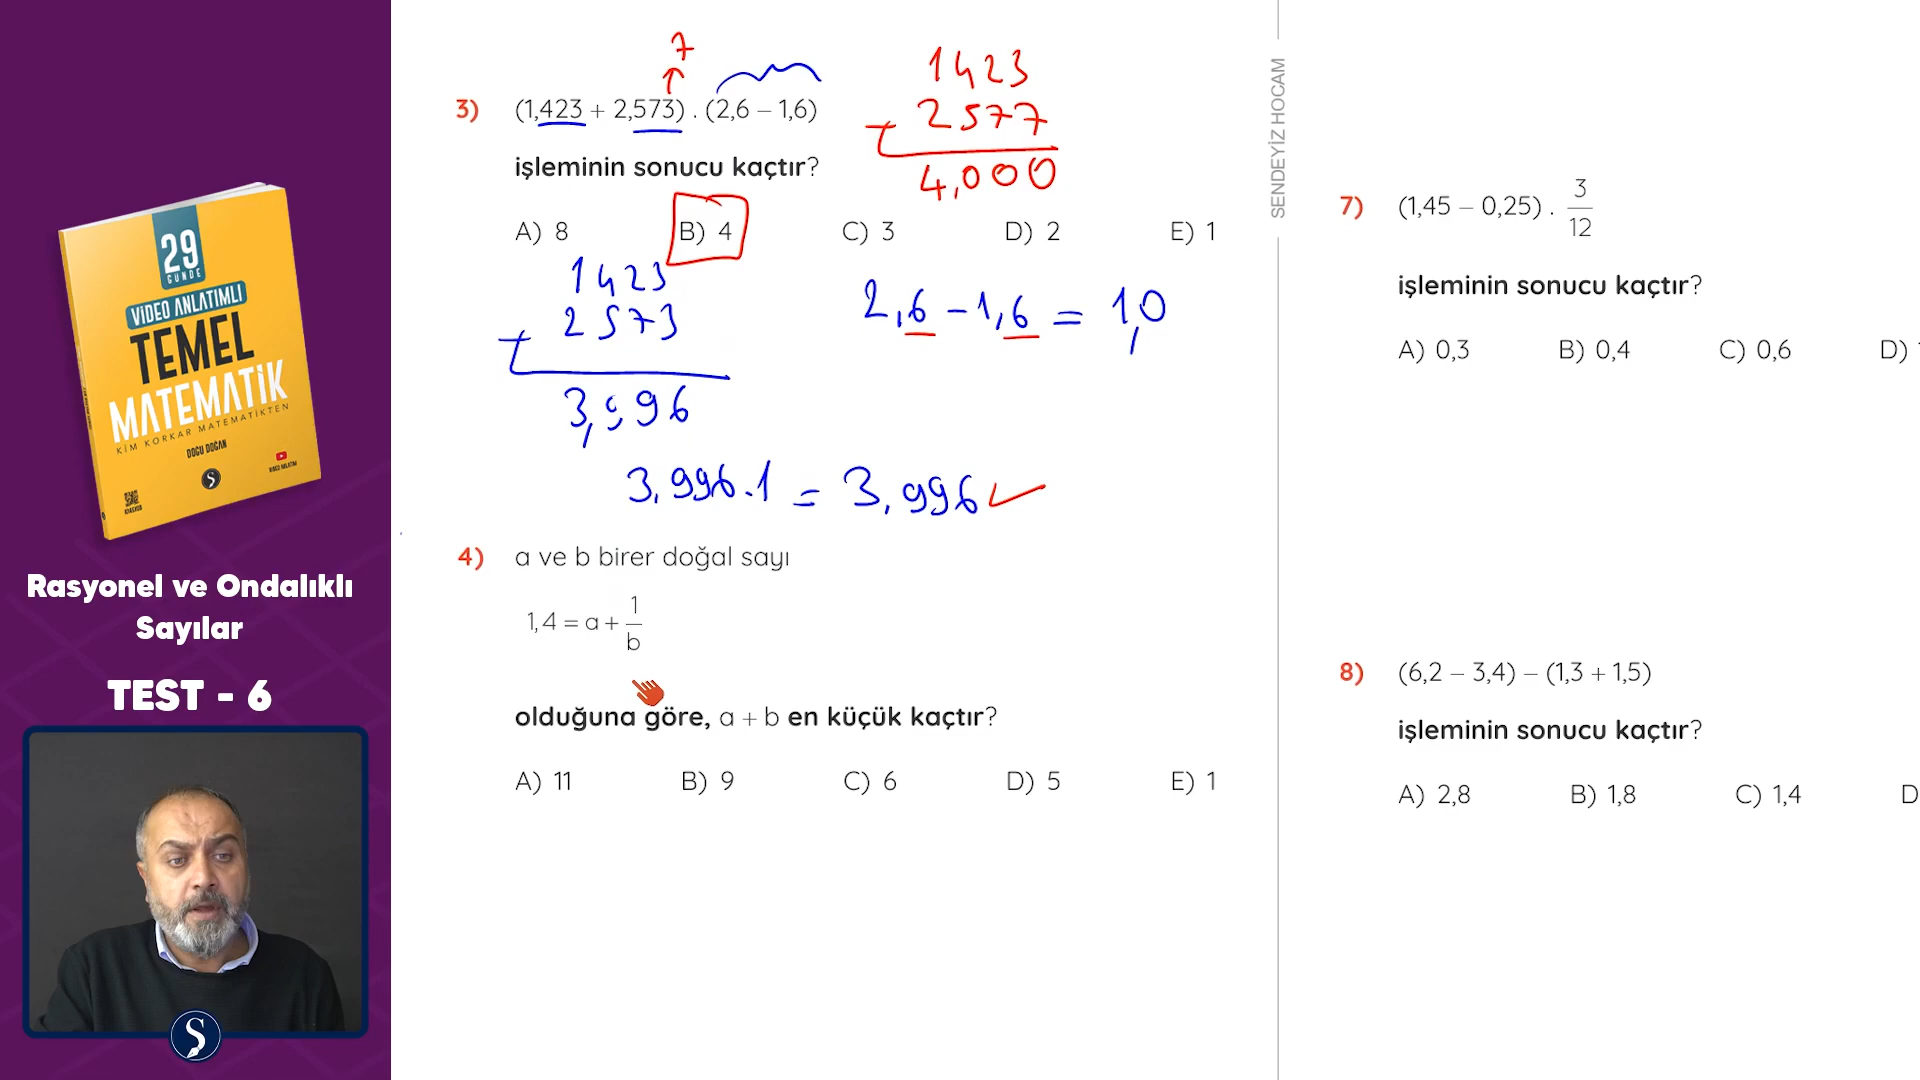 29
GÜNDE
VİDEO ANLATIMLI
TEMEL
MATEMATİK
KİM KORKAR MATEMATİKTEN
DOĞU DOĞAN
VİDEO ANLATIM
Rasyonel ve Ondalıklı
Sayılar
TEST - 6
7
3) (1,423 + 2,573) . (2,6 – 1,6)
işleminin sonucu kaçtır?
A) 8 B) 4 C) 3 D) 2 E) 1
1423
+ 2577
4,000
1423
+ 2573
3,996
2,6 – 1,6 = 1,0
3,996 . 1 = 3,996
4) a ve b birer doğal sayı
1,4 = a + 1/b
olduğuna göre, a + b en küçük kaçtır?
A) 11 B) 9 C) 6 D) 5 E) 1
SENDEYİZ HOCAM
7) (1,45 – 0,25) . 3/12
işleminin sonucu kaçtır?
A) 0,3 B) 0,4 C) 0,6 D)
8) (6,2 – 3,4) – (1,3 + 1,5)
işleminin sonucu kaçtır?
A) 2,8 B) 1,8 C) 1,4 D